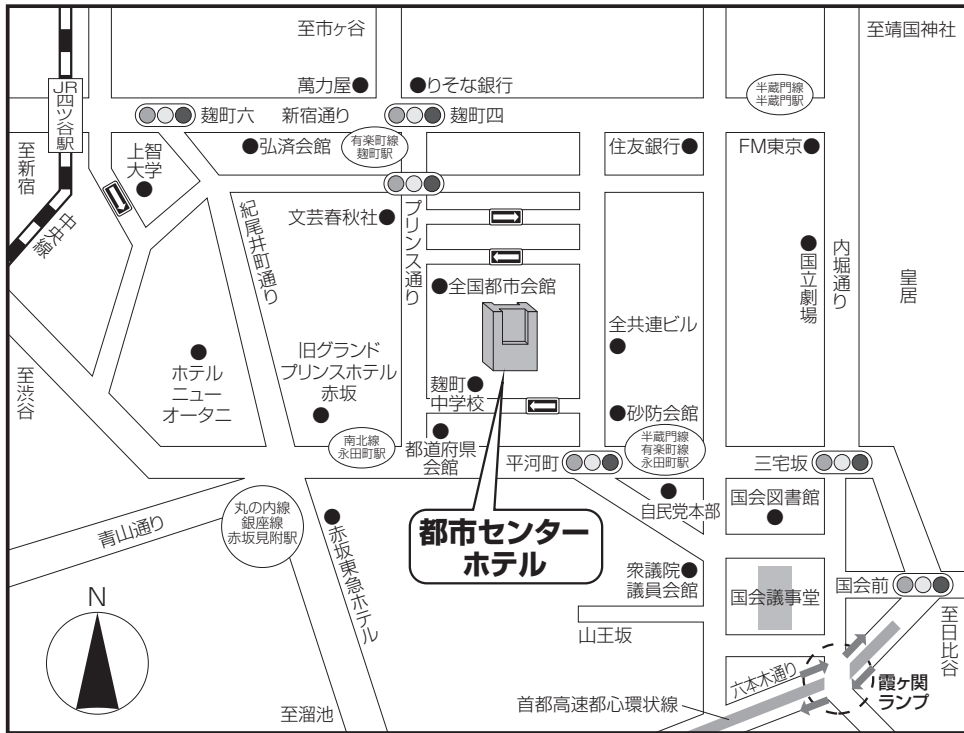 至市ヶ谷
至靖国神社
萬力屋
りそな銀行
半蔵門線
半蔵門駅
JR四ツ谷駅
麹町六
新宿通り
麹町四
至新宿
上智
大学
弘済会館
有楽町線
麹町駅
住友銀行
FM東京
中央線
紀尾井町通り
文芸春秋社
プリンス通り
国立劇場
内堀通り
皇居
全国都市会館
全共連ビル
至渋谷
ホテル
ニュー
オータニ
旧グランド
プリンスホテル
赤坂
麹町
中学校
砂防会館
南北線
永田町駅
都道府県
会館
平河町
半蔵門線
有楽町線
永田町駅
三宅坂
青山通り
丸の内線
銀座線
赤坂見附駅
赤坂東急ホテル
都市センター
ホテル
自民党本部
国会図書館
衆議院
議員会館
国会議事堂
国会前
至日比谷
山王坂
N
六本木通り
霞ヶ関
ランプ
首都高速都心環状線
至溜池